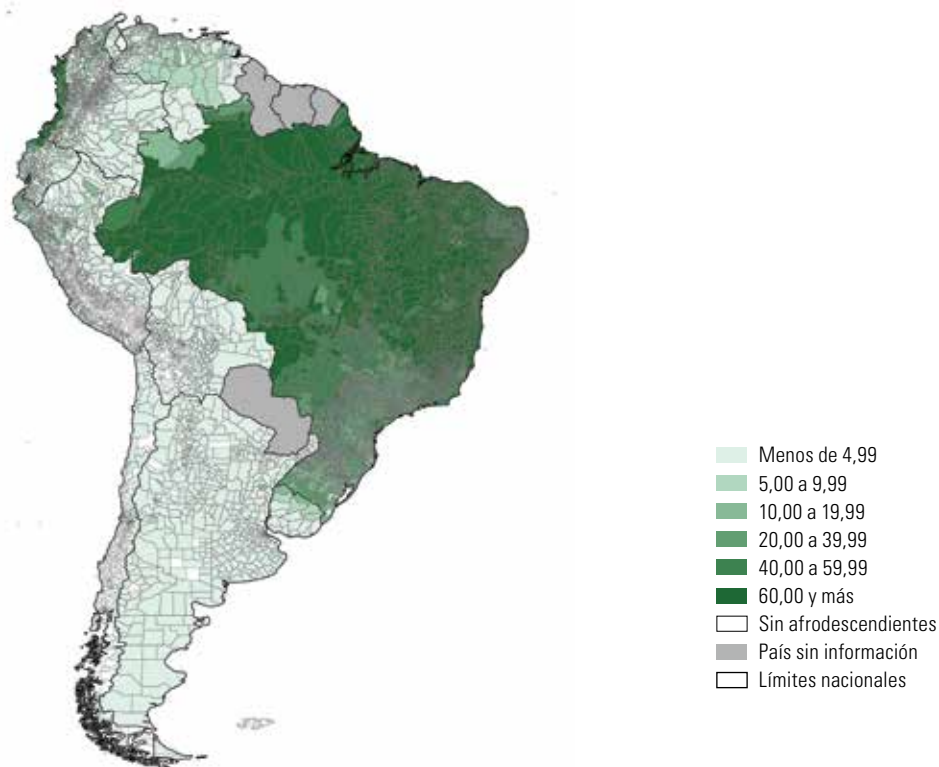 Menos de 4,99
5,00 a 9,99
10,00 a 19,99
20,00 a 39,99
40,00 a 59,99
60,00 y más
Sin afrodescendientes
País sin información
Límites nacionales